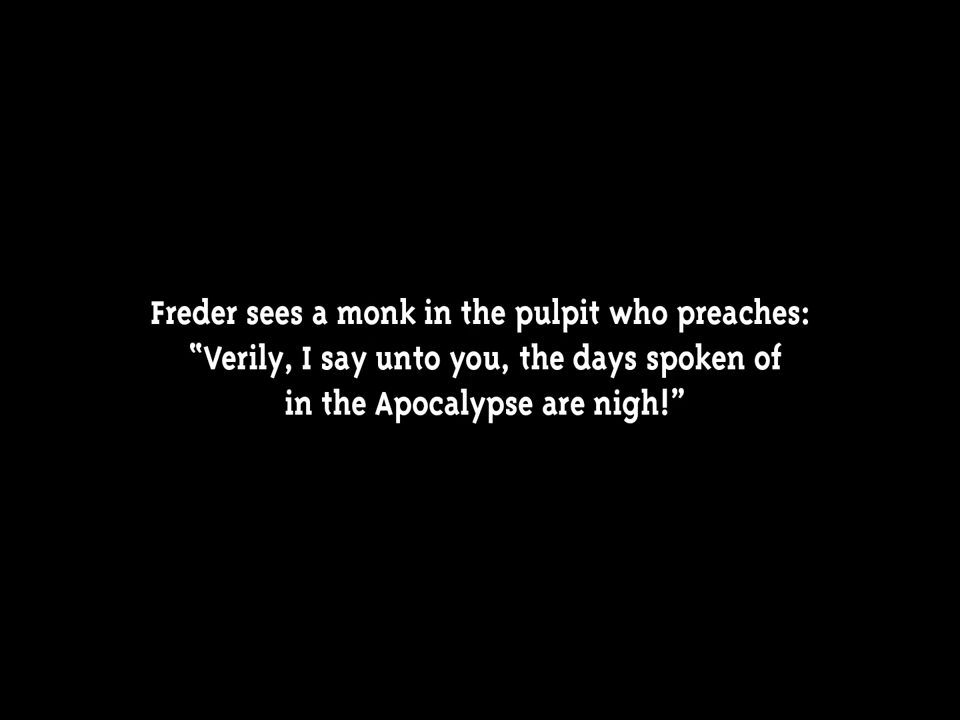 Freder sees a monk in the pulpit who preaches:
“Verily, I say unto you, the days spoken of
in the Apocalypse are nigh!”